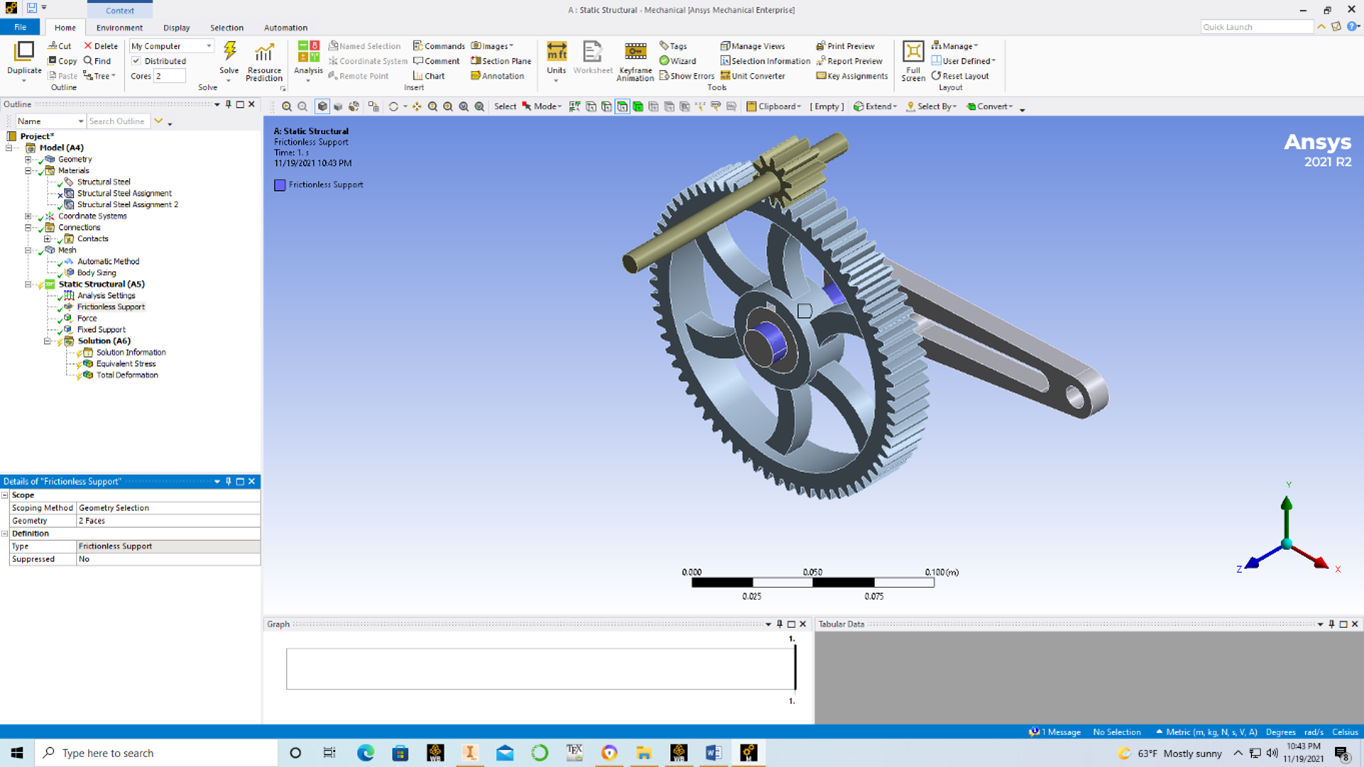 Context
A : Static Structural - Mechanical [Ansys Mechanical Enterprise]
File Home Environment Display Selection Automation
Quick Launch
Duplicate
Cut
Copy
Paste
Delete
Find
Tree
Outline
My Computer
Distributed
Cores 2
Solve
Resource Prediction
Solve
Analysis
Named Selection
Coordinate System
Remote Point
Commands
Comment
Chart
Images
Section Plane
Annotation
Insert
Units
Worksheet
Keyframe Animation
Tags
Wizard
Show Errors
Manage Views
Selection Information
Unit Converter
Print Preview
Report Preview
Key Assignments
Tools
Full Screen
Manage
User Defined
Reset Layout
Layout
Select Mode Clipboard [ Empty ] Extend Select By Convert
Outline
Name Search Outline
Project*
Model (A4)
Geometry
Materials
Structural Steel
Structural Steel Assignment
Structural Steel Assignment 2
Coordinate Systems
Connections
Contacts
Mesh
Automatic Method
Body Sizing
Static Structural (A5)
Analysis Settings
Frictionless Support
Force
Fixed Support
Solution (A6)
Solution Information
Equivalent Stress
Total Deformation
Details of "Frictionless Support"
Scope
Scoping Method Geometry Selection
Geometry 2 Faces
Definition
Type Frictionless Support
Suppressed No
A: Static Structural
Frictionless Support
Time: 1. s
11/19/2021 10:43 PM
Frictionless Support
Ansys
2021 R2
Y
Z X
0.000 0.050 0.100 (m)
0.025 0.075
Graph
1.
1.
Tabular Data
1 Message No Selection Metric (m, kg, N, s, V, A) Degrees rad/s Celsius
Type here to search
63°F Mostly sunny
10:43 PM
11/19/2021
8